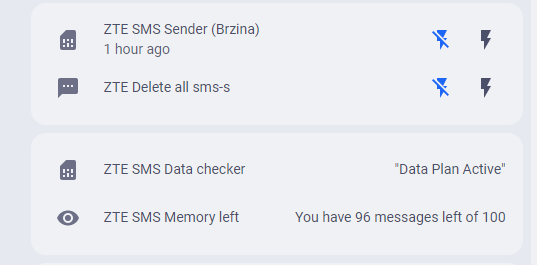 ZTE SMS Sender (Brzina)
1 hour ago
ZTE Delete all sms-s
ZTE SMS Data checker "Data Plan Active"
ZTE SMS Memory left You have 96 messages left of 100